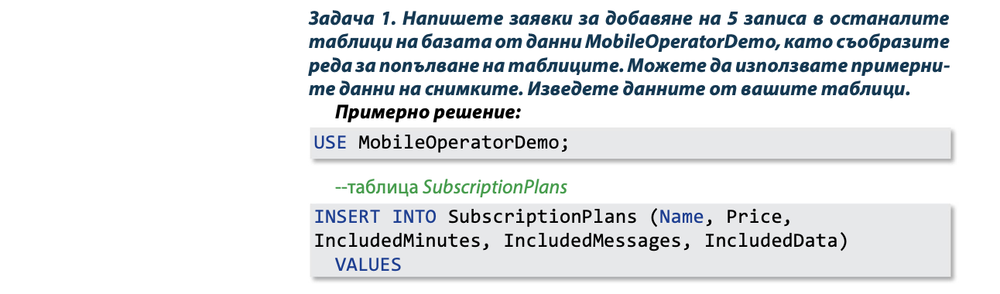 Задача 1. Напишете заявки за добавяне на 5 записа в останалите
таблици на базата от данни MobileOperatorDemo, като съобразите
реда за попълване на таблиците. Можете да използвате примерни-
те данни на снимките. Изведете данните от вашите таблици.
Примерно решение:
USE MobileOperatorDemo;
--таблица SubscriptionPlans
INSERT INTO SubscriptionPlans (Name, Price,
IncludedMinutes, IncludedMessages, IncludedData)
VALUES